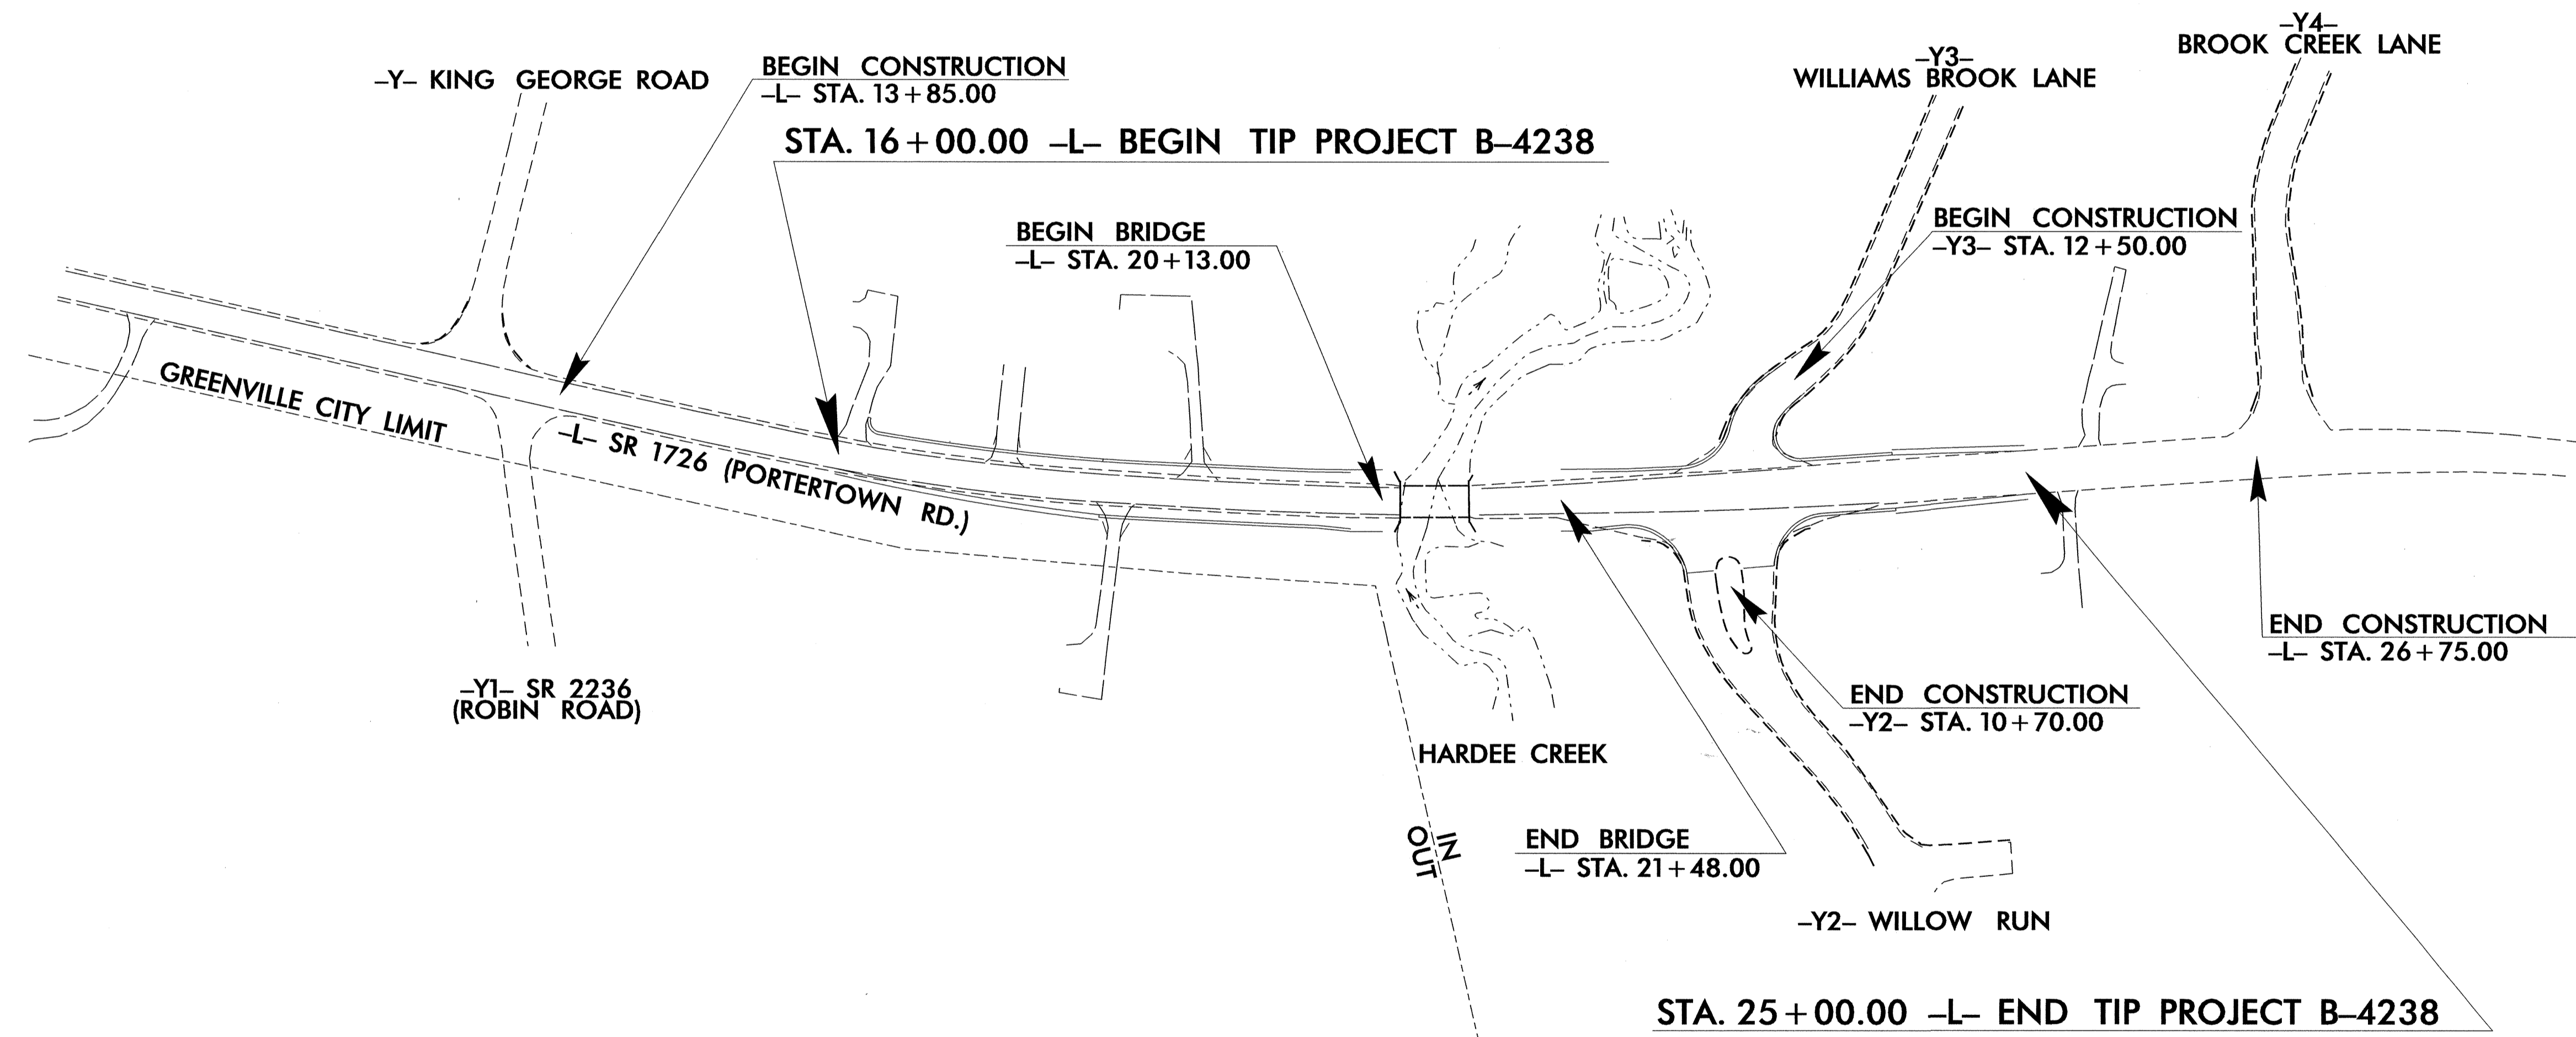 –Y4–
BROOK CREEK LANE
–Y3–
WILLIAMS BROOK LANE
–Y– KING GEORGE ROAD
BEGIN CONSTRUCTION
–L– STA. 13+85.00
STA. 16+00.00 –L– BEGIN TIP PROJECT B–4238
BEGIN BRIDGE
–L– STA. 20+13.00
BEGIN CONSTRUCTION
–Y3– STA. 12+50.00
GREENVILLE CITY LIMIT
–L– SR 1726 (PORTERTOWN RD.)
END CONSTRUCTION
–L– STA. 26+75.00
–Y1– SR 2236
(ROBIN ROAD)
END CONSTRUCTION
–Y2– STA. 10+70.00
HARDEE CREEK
IN
OUT
END BRIDGE
–L– STA. 21+48.00
–Y2– WILLOW RUN
STA. 25+00.00 –L– END TIP PROJECT B–4238